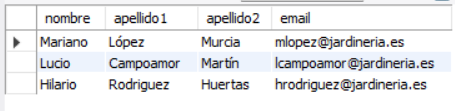 nombre apellido1 apellido2 email
Mariano López Murcia mlopez@jardineria.es
Lucio Campoamor Martín lcampoamor@jardineria.es
Hilario Rodriguez Huertas hrodriguez@jardineria.es